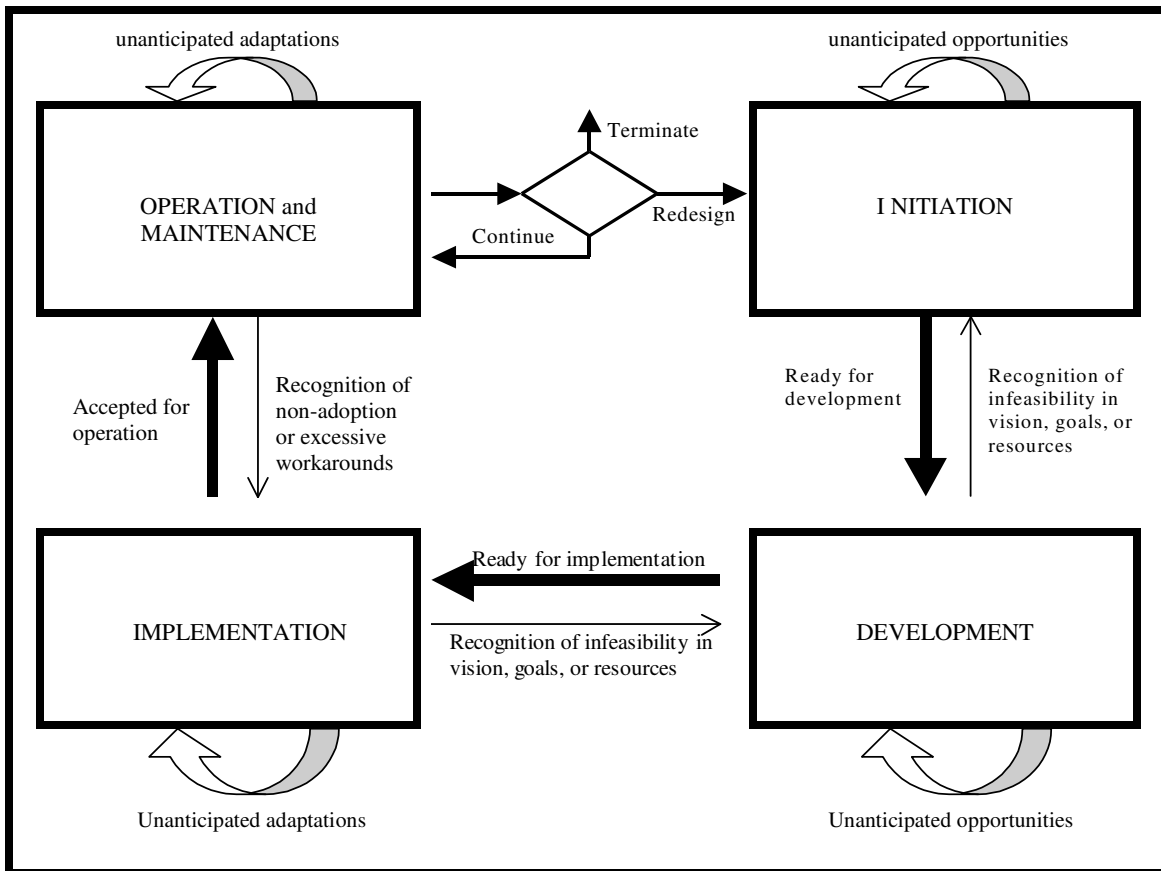 unanticipated adaptations
unanticipated opportunities
Terminate
OPERATION and
MAINTENANCE
I NITIATION
Redesign
Continue
Accepted for
operation
Recognition of
non-adoption
or excessive
workarounds
Ready for
development
Recognition of
infeasibility in
vision, goals, or
resources
Ready for implementation
IMPLEMENTATION
DEVELOPMENT
Recognition of infeasibility in
vision, goals, or resources
Unanticipated adaptations
Unanticipated opportunities